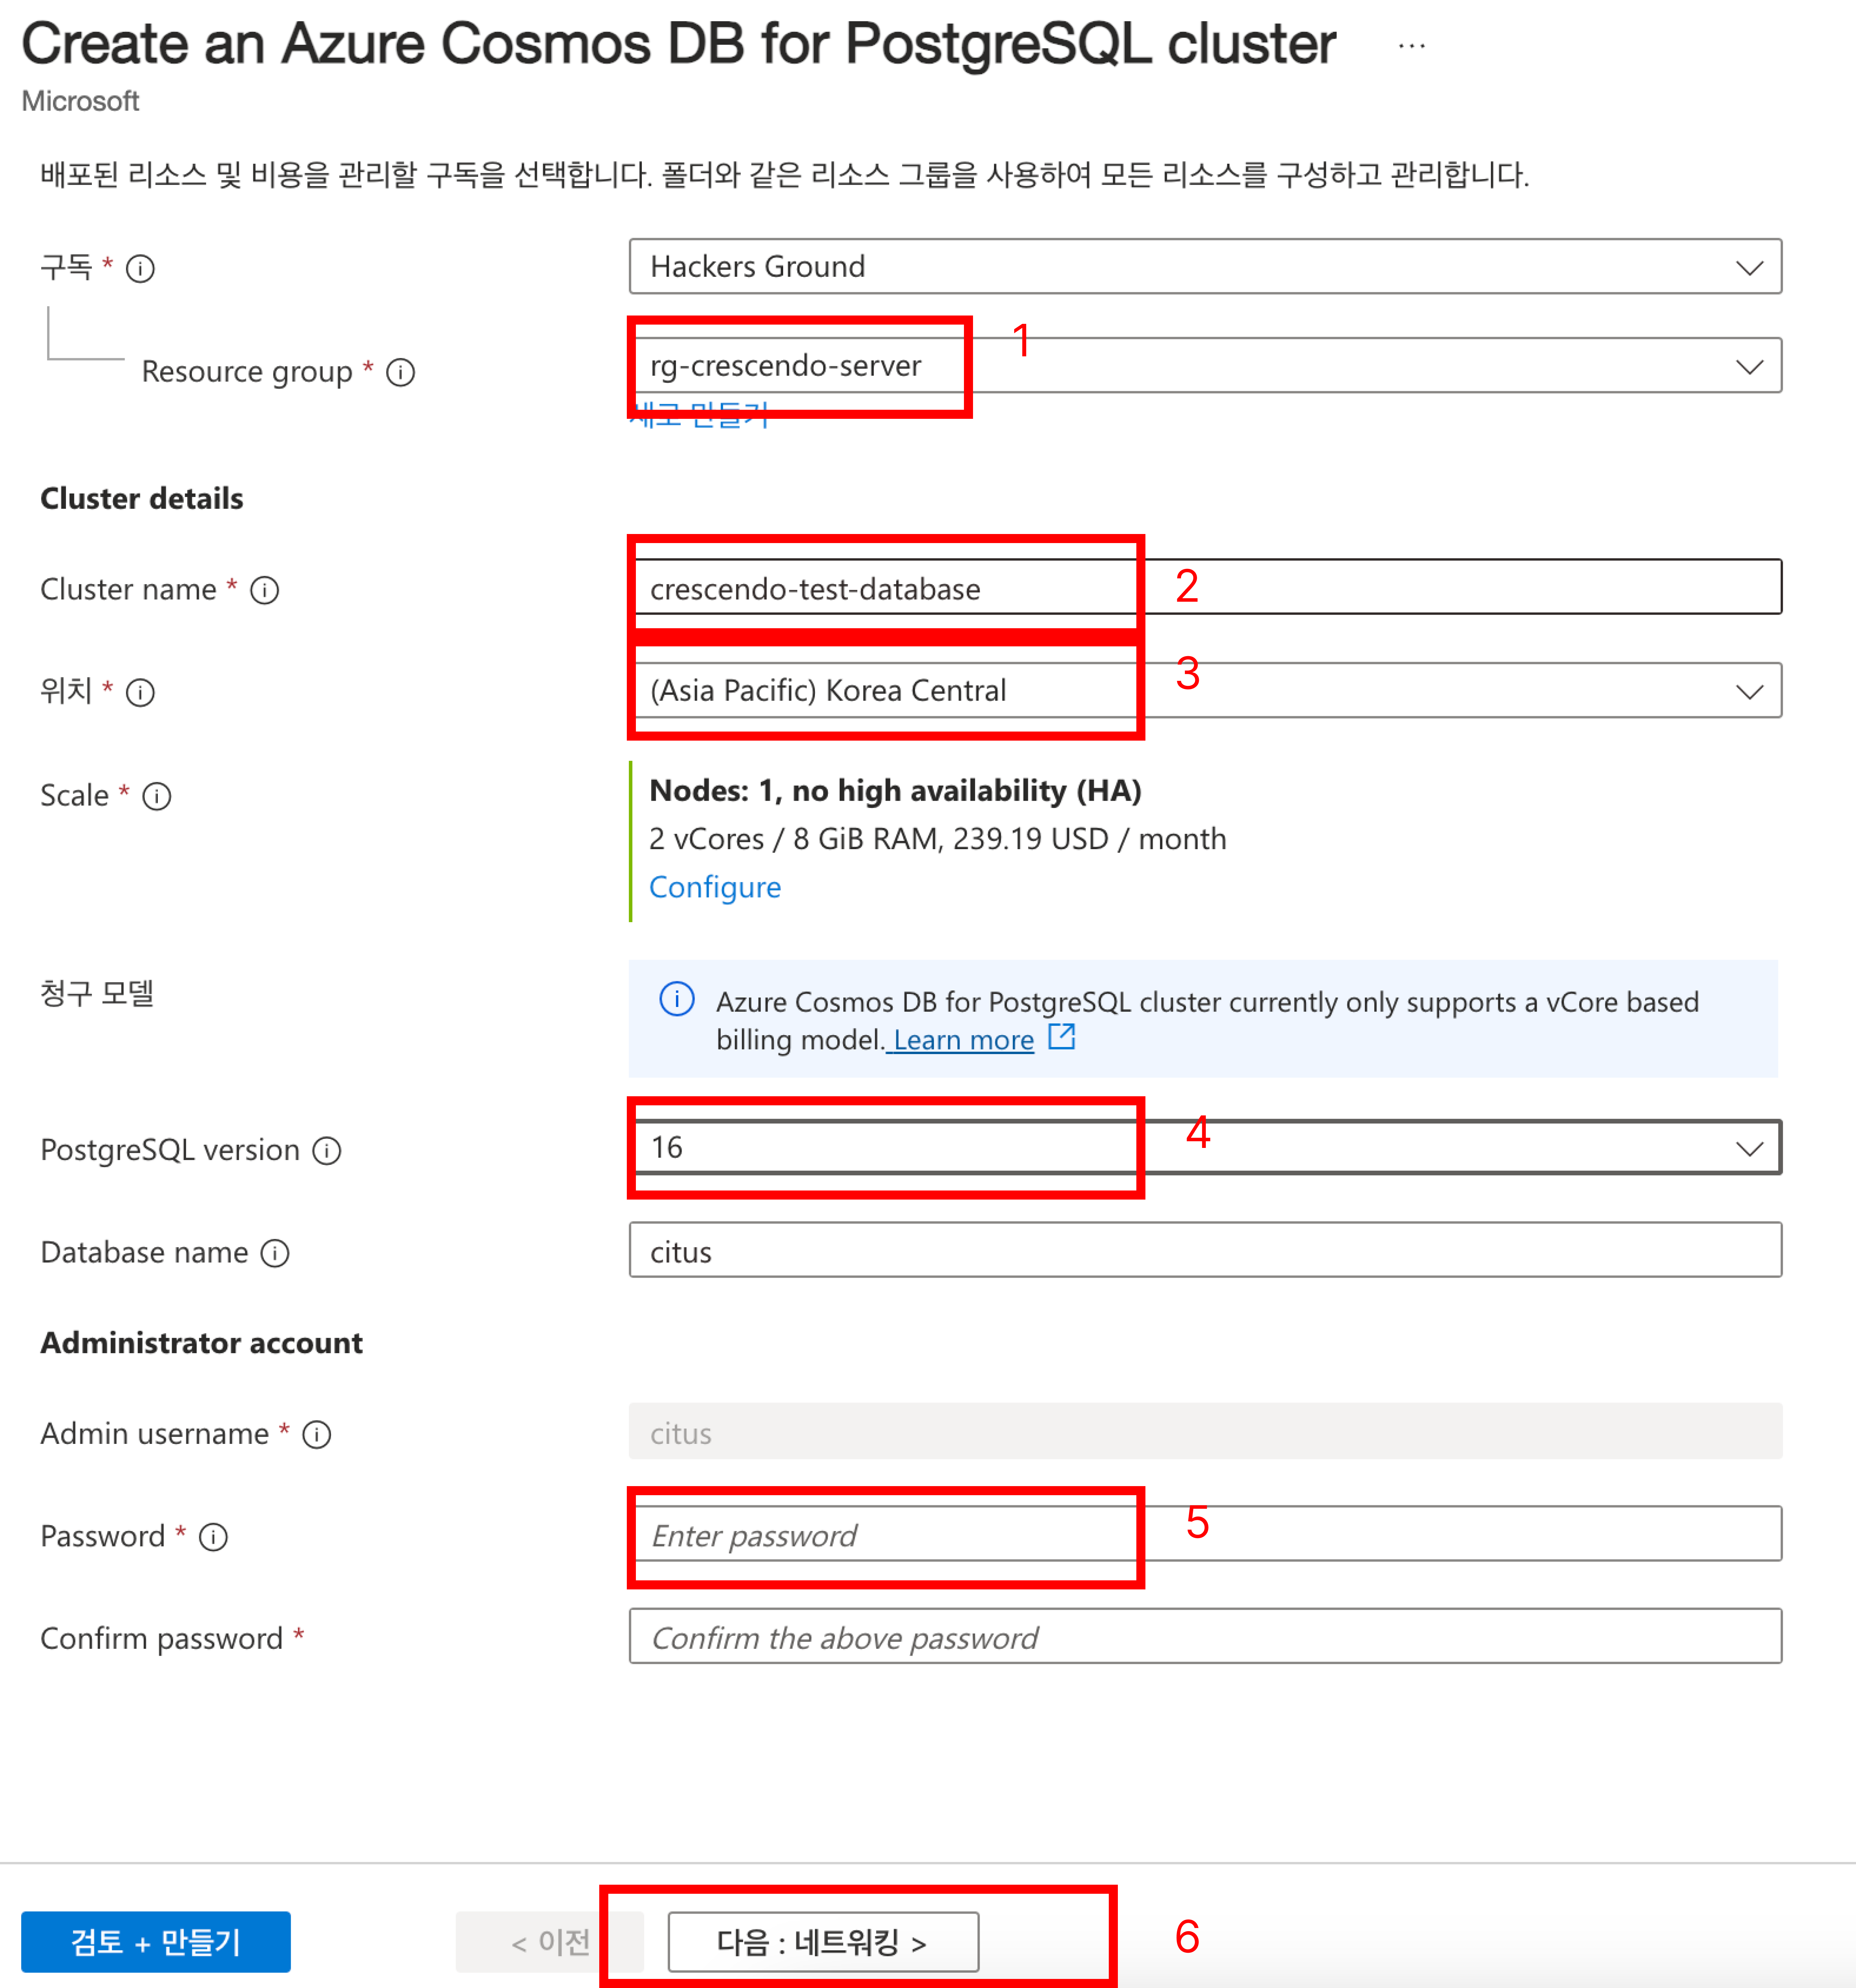 Create an Azure Cosmos DB for PostgreSQL cluster ...
Microsoft
배포된 리소스 및 비용을 관리할 구독을 선택합니다. 폴더와 같은 리소스 그룹을 사용하여 모든 리소스를 구성하고 관리합니다.
구독 * Hackers Ground
Resource group * rg-crescendo-server 1
새로 만들기
Cluster details
Cluster name * crescendo-test-database 2
위치 * (Asia Pacific) Korea Central 3
Scale * Nodes: 1, no high availability (HA)
2 vCores / 8 GiB RAM, 239.19 USD / month
Configure
청구 모델 Azure Cosmos DB for PostgreSQL cluster currently only supports a vCore based
billing model. Learn more
PostgreSQL version 16 4
Database name citus
Administrator account
Admin username * citus
Password * Enter password 5
Confirm password * Confirm the above password
검토 + 만들기 < 이전 다음 : 네트워킹 > 6